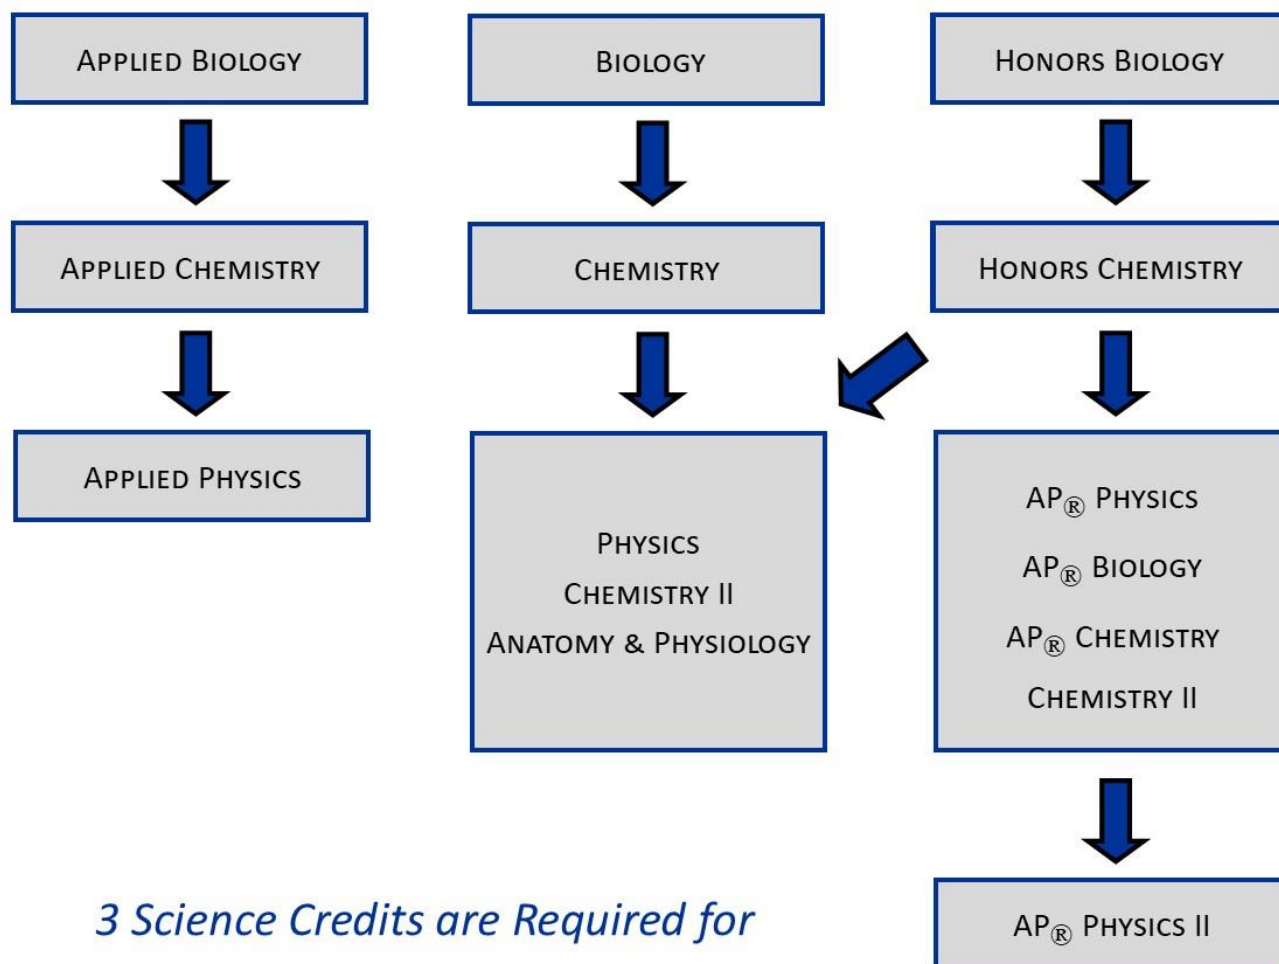 APPLIED BIOLOGY
BIOLOGY
HONORS BIOLOGY
APPLIED CHEMISTRY
CHEMISTRY
HONORS CHEMISTRY
APPLIED PHYSICS
PHYSICS
CHEMISTRY II
ANATOMY & PHYSIOLOGY
AP® PHYSICS
AP® BIOLOGY
AP® CHEMISTRY
CHEMISTRY II
3 Science Credits are Required for
AP® PHYSICS II